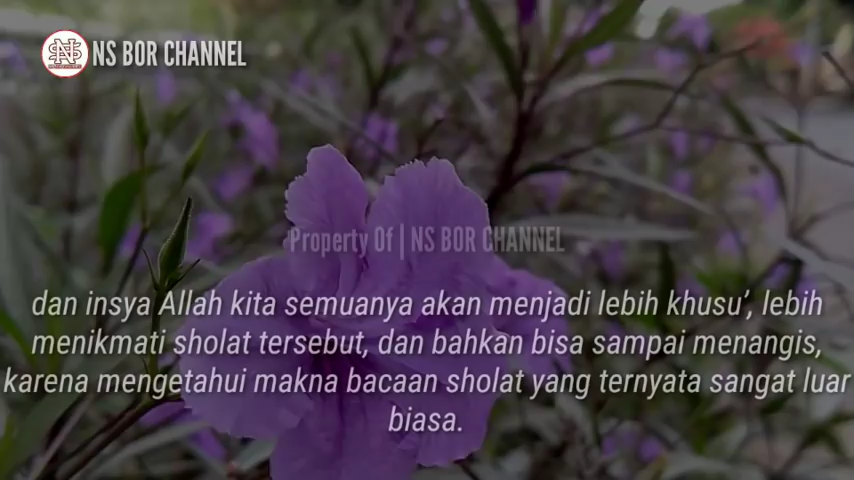 NS BOR CHANNEL
Property Of | NS BOR CHANNEL
dan insya Allah kita semuanya akan menjadi lebih khusu’, lebih
menikmati sholat tersebut, dan bahkan bisa sampai menangis,
karena mengetahui makna bacaan sholat yang ternyata sangat luar
biasa.